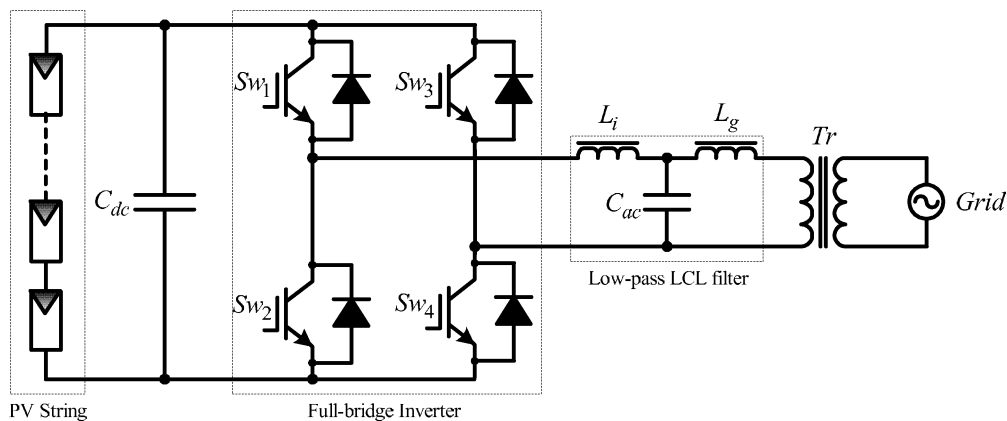 Sw1
Sw3
Li
Lg
Tr
Cdc
Cac
Grid
Low-pass LCL filter
Sw2
Sw4
PV String
Full-bridge Inverter